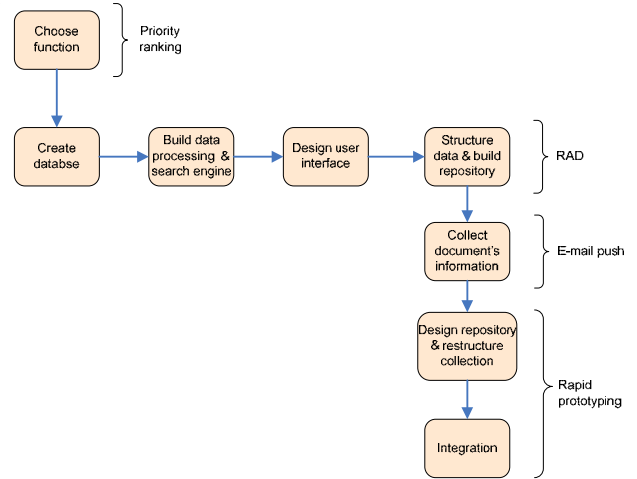 Choose
function
Priority
ranking
Create
databse
Build data
processing &
search engine
Design user
interface
Structure
data & build
repository
RAD
Collect
document's
information
E-mail push
Design repository
& restructure
collection
Rapid
prototyping
Integration